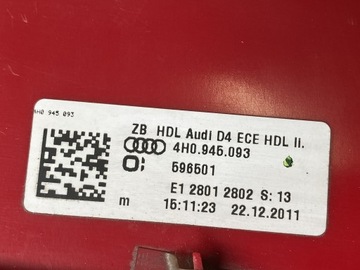 4H0 945 093
ZB HDL Audi D4 ECE HDL li.
4H0.945.093
596501
E1 2801 2802 S: 13
m 15:11:23 22.12.2011